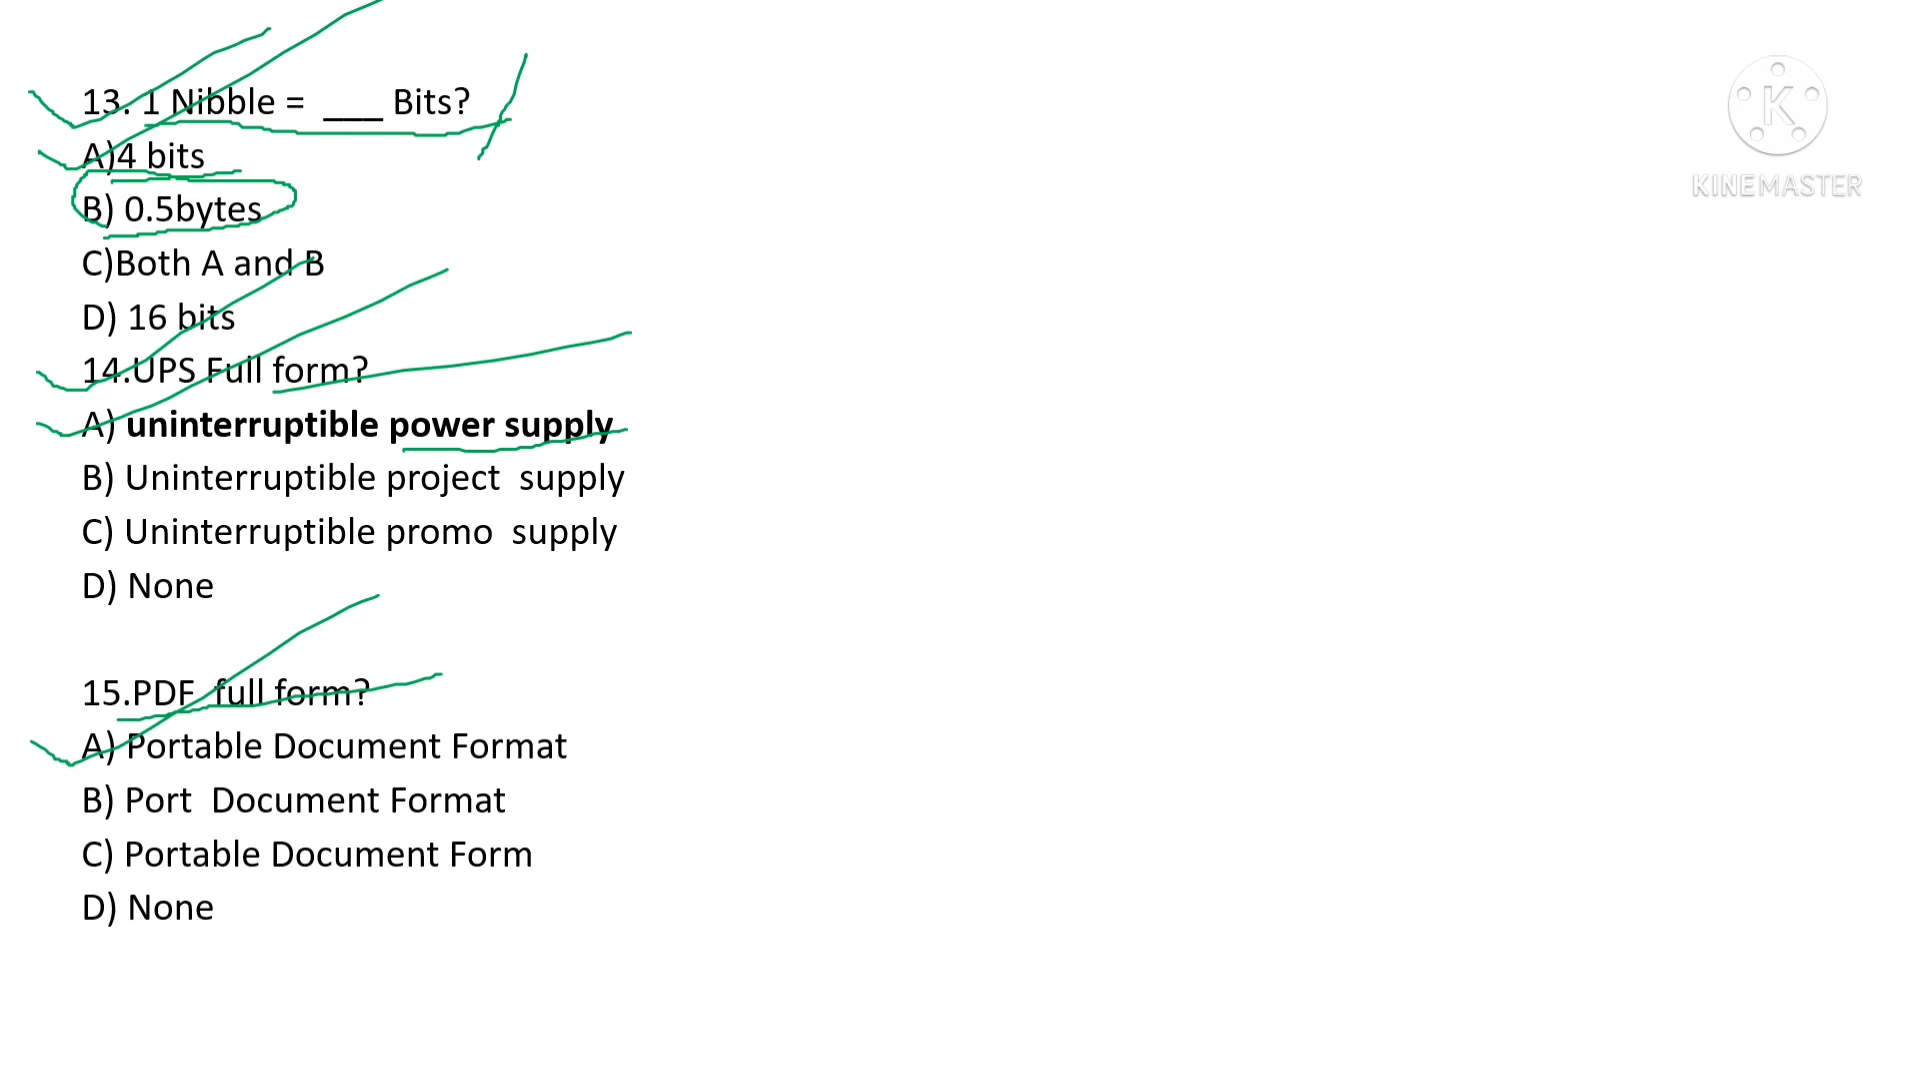 13. 1 Nibble = ___ Bits?
A)4 bits
B) 0.5bytes
C)Both A and B
D) 16 bits
14.UPS Full form?
A) uninterruptible power supply
B) Uninterruptible project supply
C) Uninterruptible promo supply
D) None
15.PDF full form?
A) Portable Document Format
B) Port Document Format
C) Portable Document Form
D) None
K
KINEMASTER